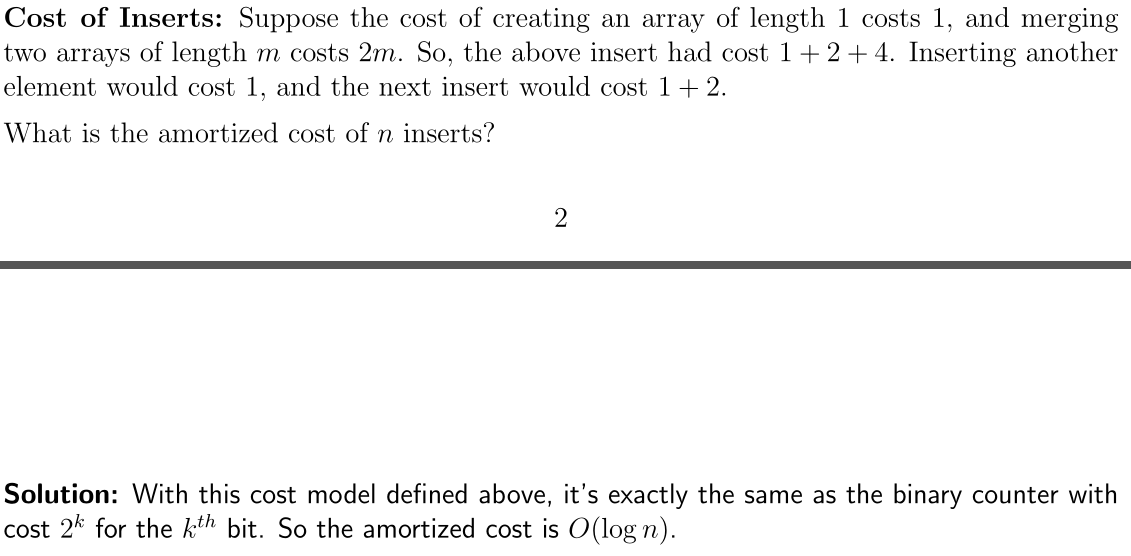 Cost of Inserts: Suppose the cost of creating an array of length 1 costs 1, and merging
two arrays of length m costs 2m. So, the above insert had cost 1 + 2 + 4. Inserting another
element would cost 1, and the next insert would cost 1 + 2.
What is the amortized cost of n inserts?
2
Solution: With this cost model defined above, it's exactly the same as the binary counter with
cost 2^k for the k^th bit. So the amortized cost is O(log n).